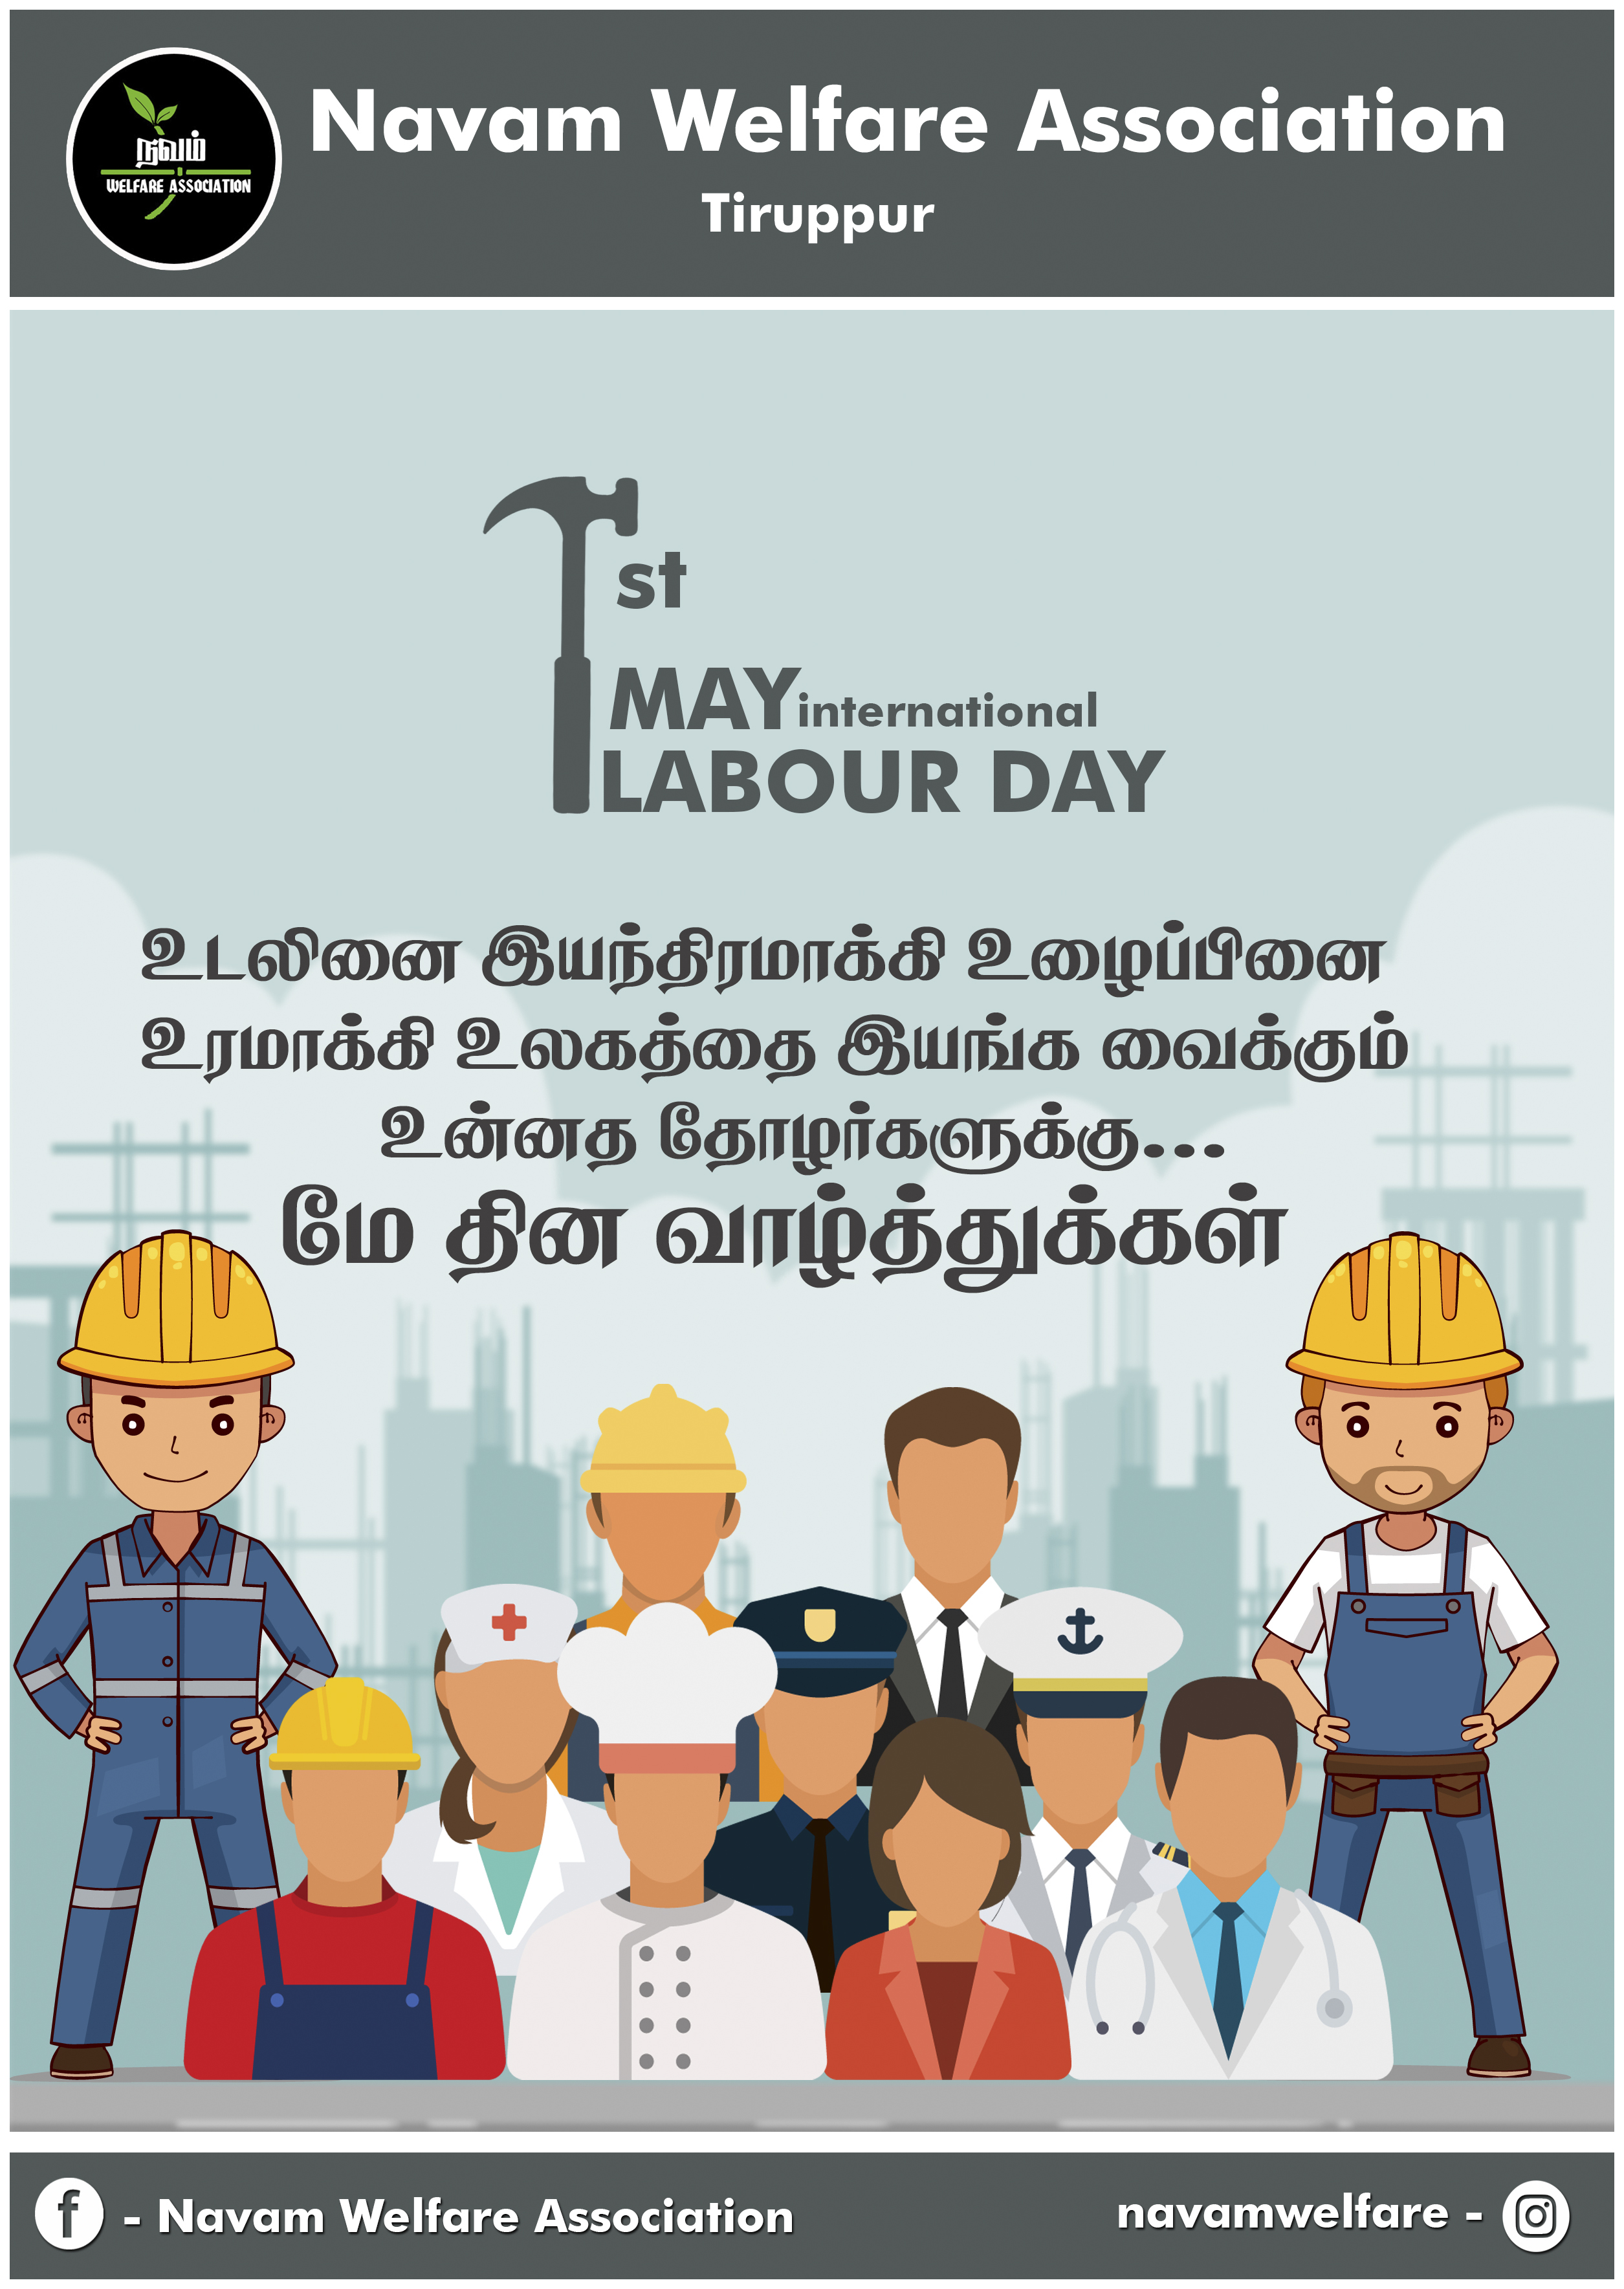 நவம்
WELFARE ASSOCIATION
Navam Welfare Association
Tiruppur
st
MAY international
LABOUR DAY
உடலினை இயந்திரமாக்கி உழைப்பினை
உரமாக்கி உலகத்தை இயங்க வைக்கும்
உன்னத தோழர்களுக்கு...
மே தின வாழ்த்துக்கள்
- Navam Welfare Association
navamwelfare -